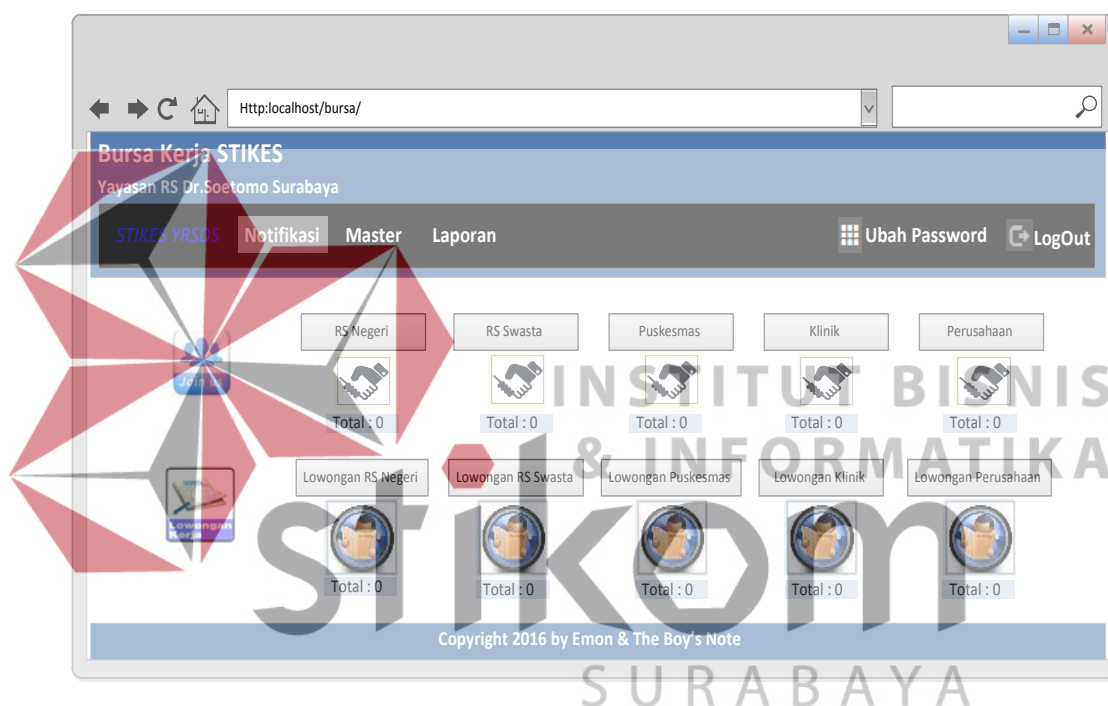 Http:localhost/bursa/
Bursa Kerja STIKES
Yayasan RS Dr.Soetomo Surabaya
STIKES YRSDS Notifikasi Master Laporan Ubah Password LogOut
RS Negeri RS Swasta Puskesmas Klinik Perusahaan
Join us
Total : 0 Total : 0 Total : 0 Total : 0 Total : 0
Lowongan RS Negeri Lowongan RS Swasta Lowongan Puskesmas Lowongan Klinik Lowongan Perusahaan
Lowongan
Kerja
Total : 0 Total : 0 Total : 0 Total : 0 Total : 0
Copyright 2016 by Emon & The Boy's Note
INSTITUT BISNIS
& INFORMATIKA
stikom
SURABAYA